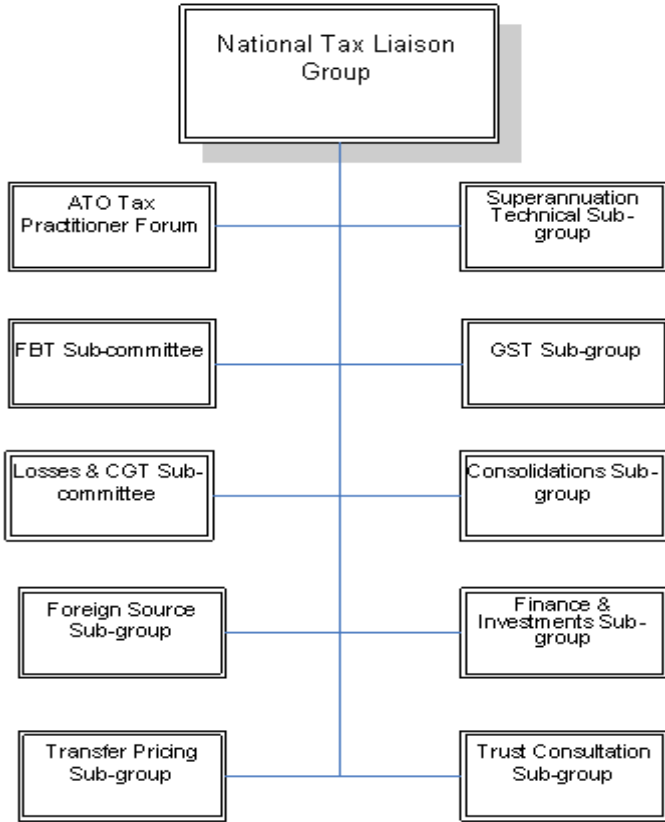 National Tax Liaison
Group
ATO Tax
Practitioner Forum
Superannuation
Technical Sub-
group
FBT Sub-committee
GST Sub-group
Losses & CGT Sub-
committee
Consolidations Sub-
group
Foreign Source
Sub-group
Finance &
Investments Sub-
group
Transfer Pricing
Sub-group
Trust Consultation
Sub-group